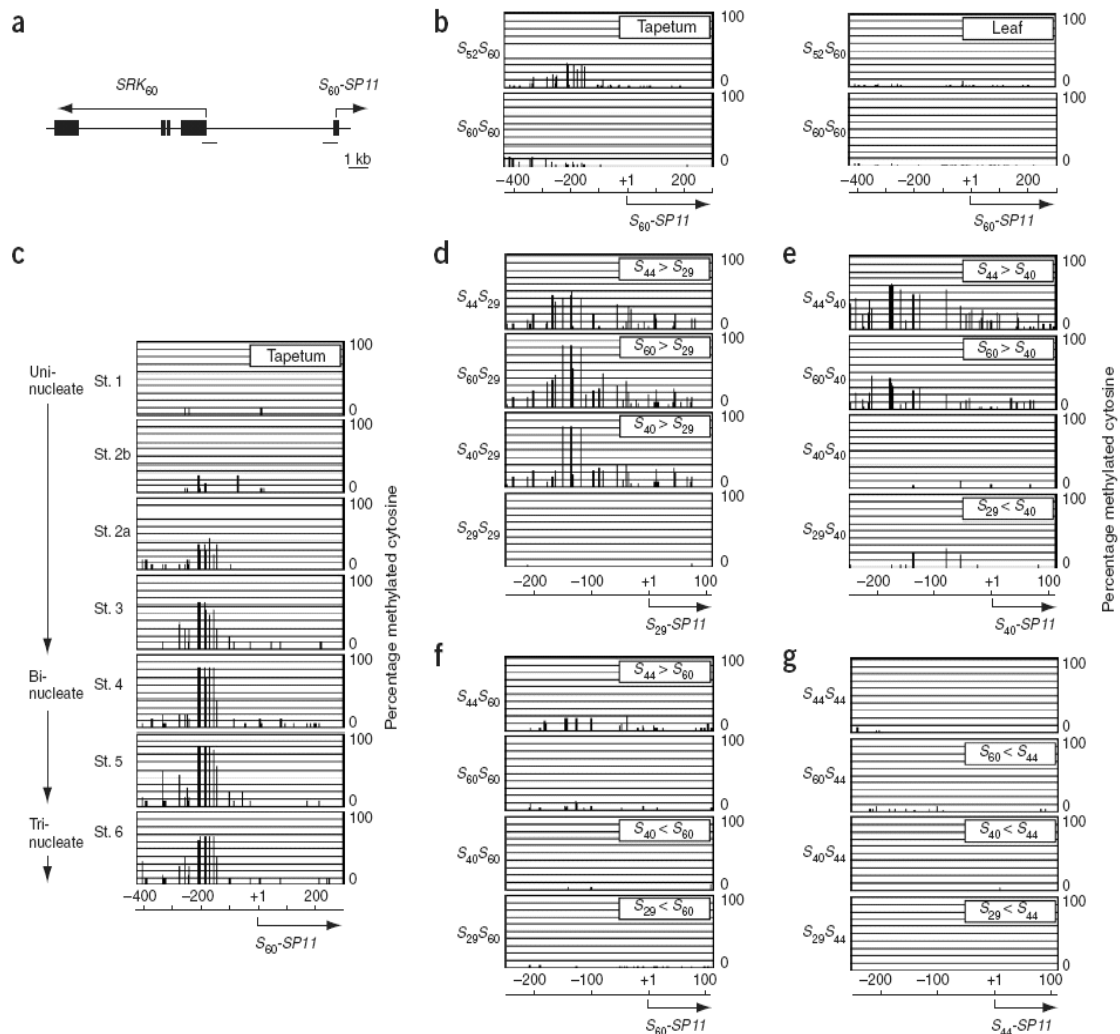 a
SRK60
S60-SP11
1 kb
b
Tapetum
S52S60
100
0
S60S60
100
0
−400 −200 +1 200
S60-SP11
Leaf
S52S60
100
0
S60S60
100
0
−400 −200 +1 200
S60-SP11
c
Tapetum
Uni-
nucleate
Bi-
nucleate
Tri-
nucleate
St. 1
100
0
St. 2b
100
0
St. 2a
100
0
St. 3
100
0
St. 4
100
0
St. 5
100
0
St. 6
100
0
Percentage methylated cytosine
−400 −200 +1 200
S60-SP11
d
S44 > S29
S44S29
100
0
S60 > S29
S60S29
100
0
S40 > S29
S40S29
100
0
S29S29
100
0
−200 −100 +1 100
S29-SP11
e
S44 > S40
S44S40
100
0
S60 > S40
S60S40
100
0
S40S40
100
0
S29 < S40
S29S40
100
0
Percentage methylated cytosine
−200 −100 +1 100
S40-SP11
f
S44 > S60
S44S60
100
0
S60S60
100
0
S40 < S60
S40S60
100
0
S29 < S60
S29S60
100
0
−200 −100 +1 100
S60-SP11
g
S44S44
100
0
S60 < S44
S60S44
100
0
S40 < S44
S40S44
100
0
S29 < S44
S29S44
100
0
−200 −100 +1 100
S44-SP11